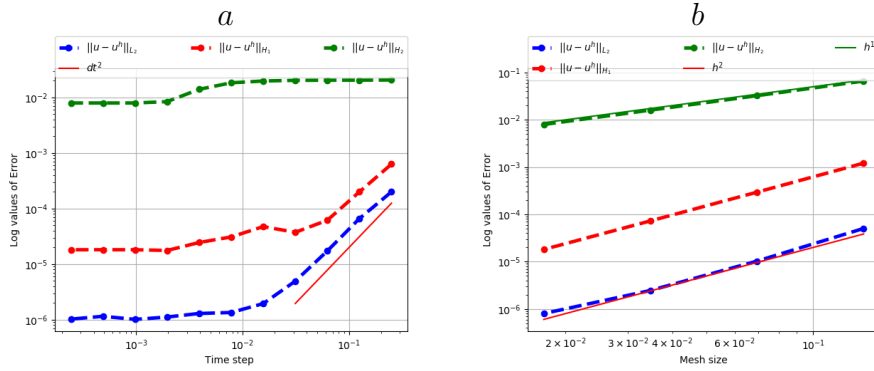 a
||u − u^h||_{L_2} ||u − u^h||_{H_1} ||u − u^h||_{H_2}
dt^2
10^{-2}
10^{-3}
10^{-4}
10^{-5}
10^{-6}
Log values of Error
10^{-3} 10^{-2} 10^{-1}
Time step
b
||u − u^h||_{L_2} ||u − u^h||_{H_2} h^1
||u − u^h||_{H_1} h^2
10^{-1}
10^{-2}
10^{-3}
10^{-4}
10^{-5}
10^{-6}
Log values of Error
2 × 10^{-2} 3 × 10^{-2} 4 × 10^{-2} 6 × 10^{-2} 10^{-1}
Mesh size